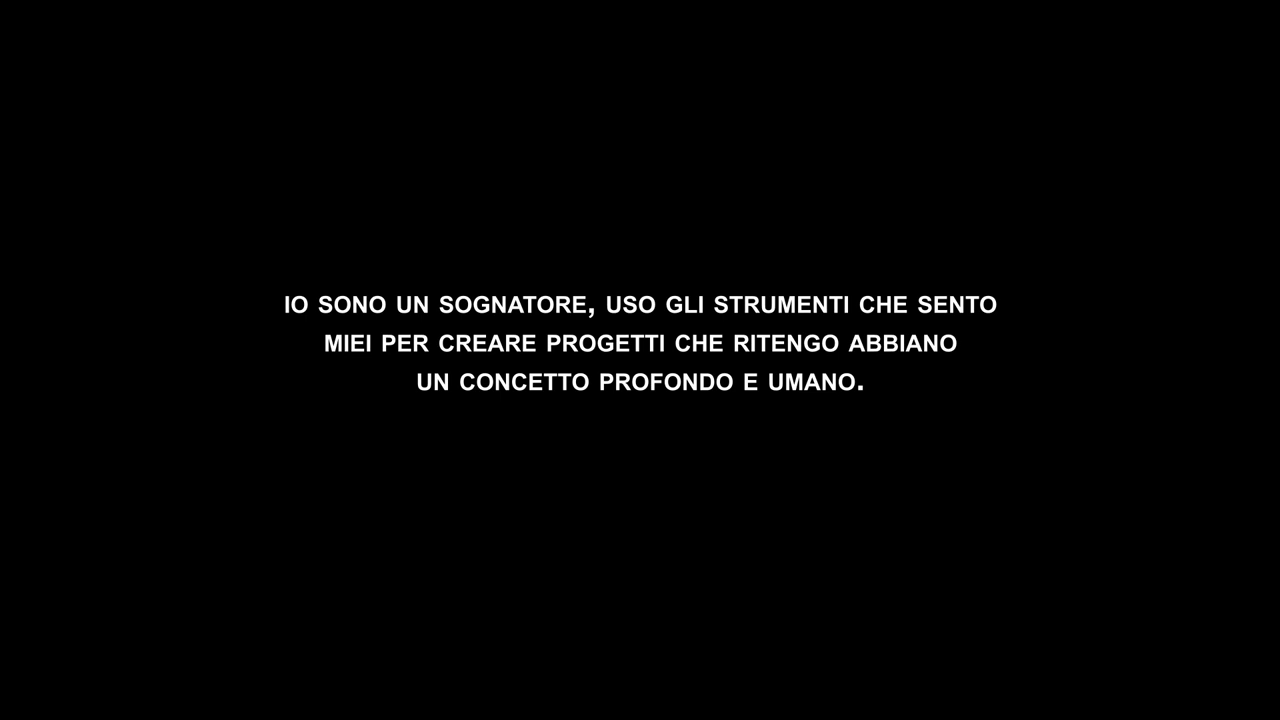 IO SONO UN SOGNATORE, USO GLI STRUMENTI CHE SENTO
MIEI PER CREARE PROGETTI CHE RITENGO ABBIANO
UN CONCETTO PROFONDO E UMANO.